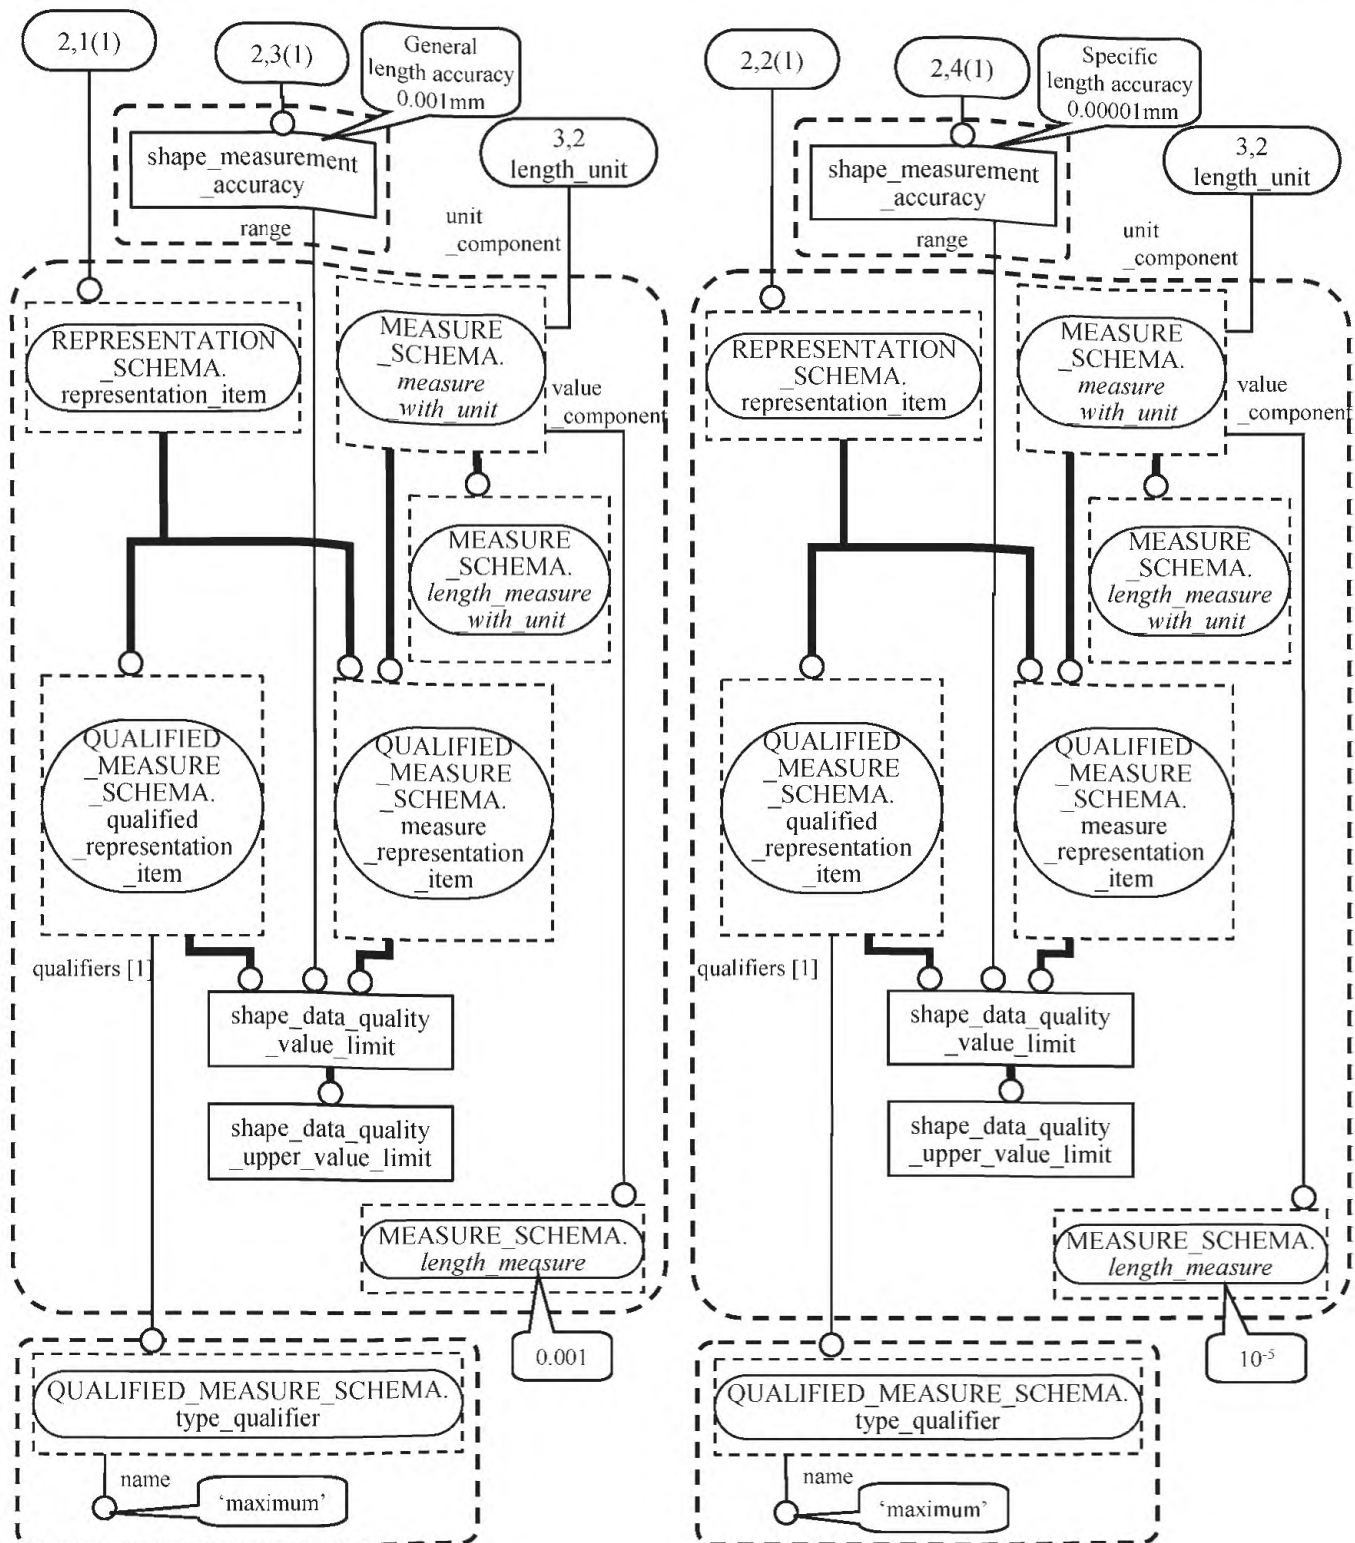 2,1(1)
2,3(1)
General
length accuracy
0.001mm
shape_measurement
_accuracy
3,2
length_unit
range
unit
_component
REPRESENTATION
_SCHEMA.
representation_item
MEASURE
_SCHEMA.
measure
_with_unit
value
_component
MEASURE
_SCHEMA.
length_measure
_with_unit
QUALIFIED
_MEASURE
_SCHEMA.
qualified
_representation
_item
QUALIFIED
_MEASURE
_SCHEMA.
measure
_representation
_item
qualifiers [1]
shape_data_quality
_value_limit
shape_data_quality
_upper_value_limit
MEASURE_SCHEMA.
length_measure
0.001
QUALIFIED_MEASURE_SCHEMA.
type_qualifier
name
‘maximum’
2,2(1)
2,4(1)
Specific
length accuracy
0.00001mm
shape_measurement
_accuracy
3,2
length_unit
range
unit
_component
REPRESENTATION
_SCHEMA.
representation_item
MEASURE
_SCHEMA.
measure
_with_unit
value
_component
MEASURE
_SCHEMA.
length_measure
_with_unit
QUALIFIED
_MEASURE
_SCHEMA.
qualified
_representation
_item
QUALIFIED
_MEASURE
_SCHEMA.
measure
_representation
_item
qualifiers [1]
shape_data_quality
_value_limit
shape_data_quality
_upper_value_limit
MEASURE_SCHEMA.
length_measure
10⁻⁵
QUALIFIED_MEASURE_SCHEMA.
type_qualifier
name
‘maximum’